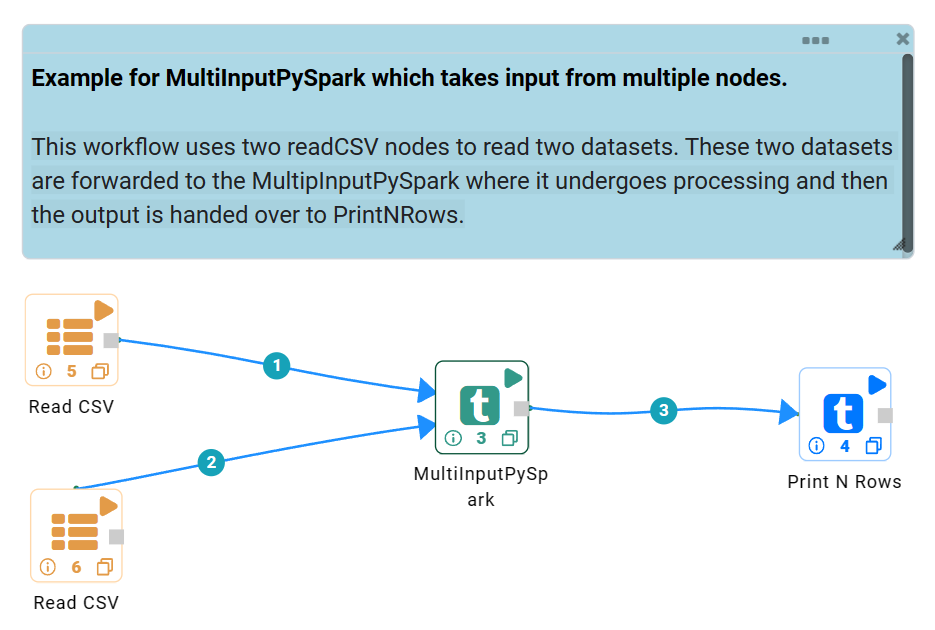 Example for MultiInputPySpark which takes input from multiple nodes.
This workflow uses two readCSV nodes to read two datasets. These two datasets
are forwarded to the MultipInputPySpark where it undergoes processing and then
the output is handed over to PrintNRows.
5
Read CSV
1
2
6
Read CSV
t
3
MultiInputPySp
ark
3
t
4
Print N Rows